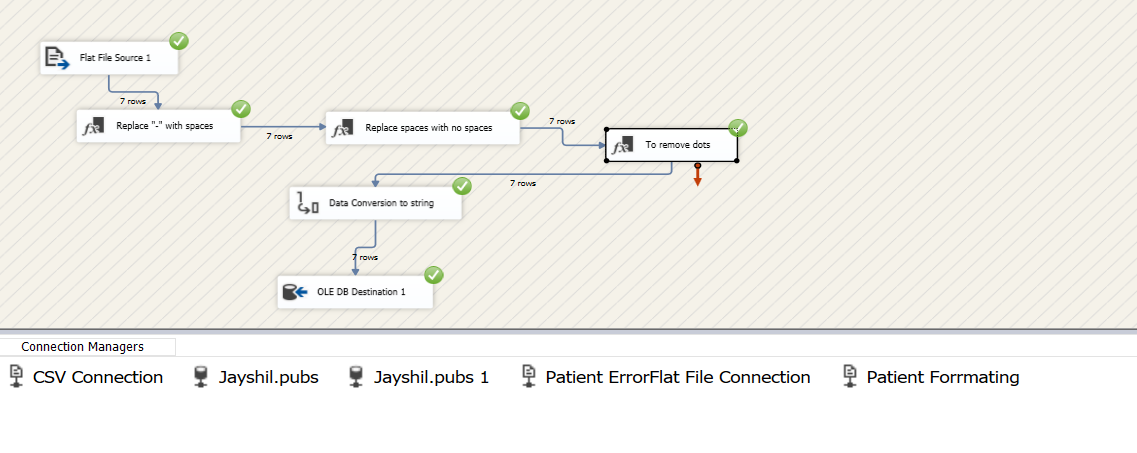 Flat File Source 1
7 rows
Replace "-" with spaces
7 rows
Replace spaces with no spaces
7 rows
To remove dots
7 rows
Data Conversion to string
7 rows
OLE DB Destination 1
Connection Managers
CSV Connection
Jayshil.pubs
Jayshil.pubs 1
Patient ErrorFlat File Connection
Patient Forrmating